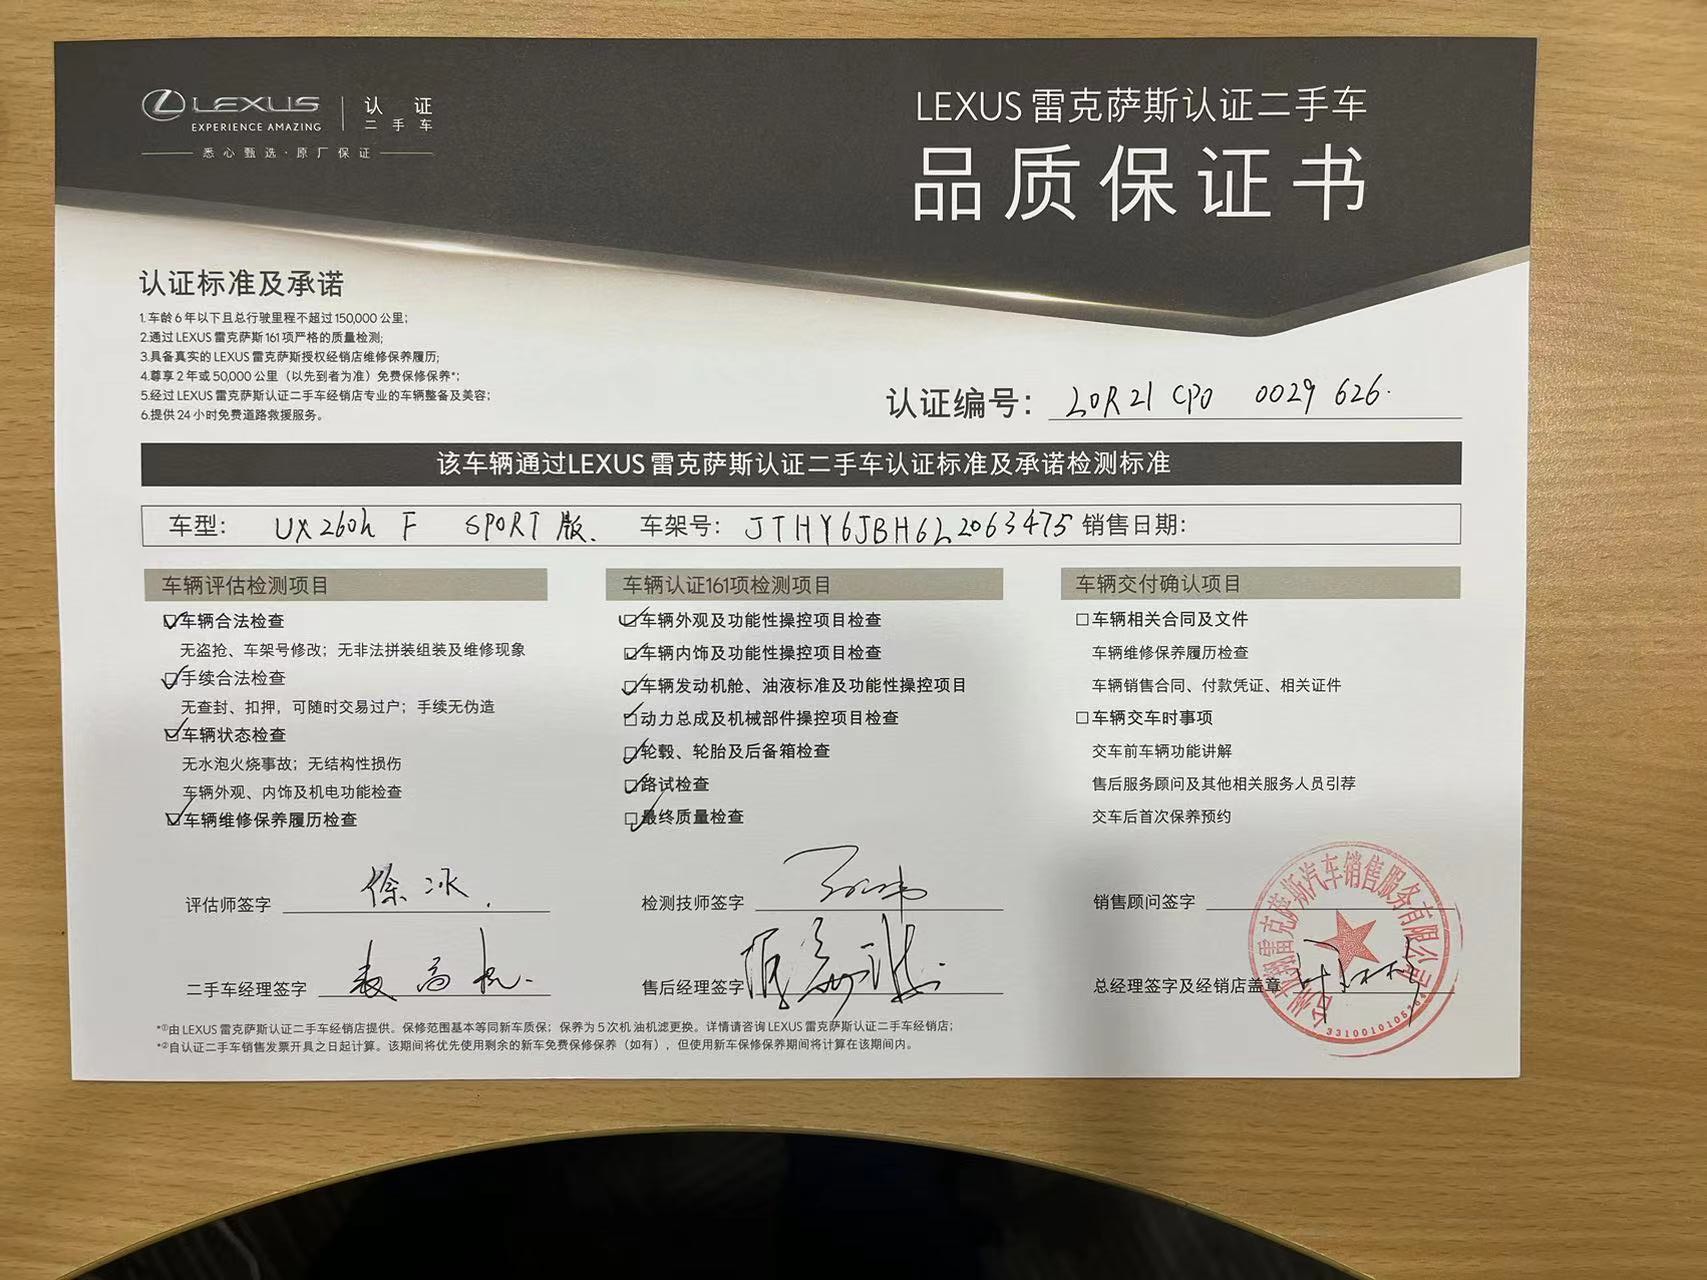 LEXUS
EXPERIENCE AMAZING
认证
二手车
悉心甄选·原厂保证
LEXUS 雷克萨斯认证二手车
品质保证书
认证标准及承诺
1.车龄6年以下且总行驶里程不超过150,000公里;
2.通过LEXUS雷克萨斯161项严格的质量检测;
3.具备真实的LEXUS雷克萨斯授权经销店维修保养履历;
4.尊享2年或50,000公里（以先到者为准）免费保修保养*;
5.经过LEXUS雷克萨斯认证二手车经销店专业的车辆整备及美容;
6.提供24小时免费道路救援服务。
认证编号： LOR21 CPO 0029 626.
该车辆通过LEXUS雷克萨斯认证二手车认证标准及承诺检测标准
车型： UX260h F SPORT 版. 车架号： JTHY6JBH6L2063475 销售日期：
车辆评估检测项目
车辆合法检查
无盗抢、车架号修改；无非法拼装组装及维修现象
手续合法检查
无查封、扣押，可随时交易过户；手续无伪造
车辆状态检查
无水泡火烧事故；无结构性损伤
车辆外观、内饰及机电功能检查
车辆维修保养履历检查
车辆认证161项检测项目
车辆外观及功能性操控项目检查
车辆内饰及功能性操控项目检查
车辆发动机舱、油液标准及功能性操控项目
动力总成及机械部件操控项目检查
轮毂、轮胎及后备箱检查
路试检查
最终质量检查
车辆交付确认项目
车辆相关合同及文件
车辆维修保养履历检查
车辆销售合同、付款凭证、相关证件
车辆交车时事项
交车前车辆功能讲解
售后服务顾问及其他相关服务人员引荐
交车后首次保养预约
评估师签字 徐冰.
检测技师签字
销售顾问签字
二手车经理签字
售后经理签字
总经理签字及经销店盖章
雷克萨斯汽车销售服务有限公司
*①由LEXUS雷克萨斯认证二手车经销店提供。保修范围基本等同新车质保；保养为5次机油机滤更换。详情请咨询LEXUS雷克萨斯认证二手车经销店;
*②自认证二手车销售发票开具之日起计算。该期间将优先使用剩余的新车免费保修保养（如有），但使用新车保修保养期间将计算在该期间内。